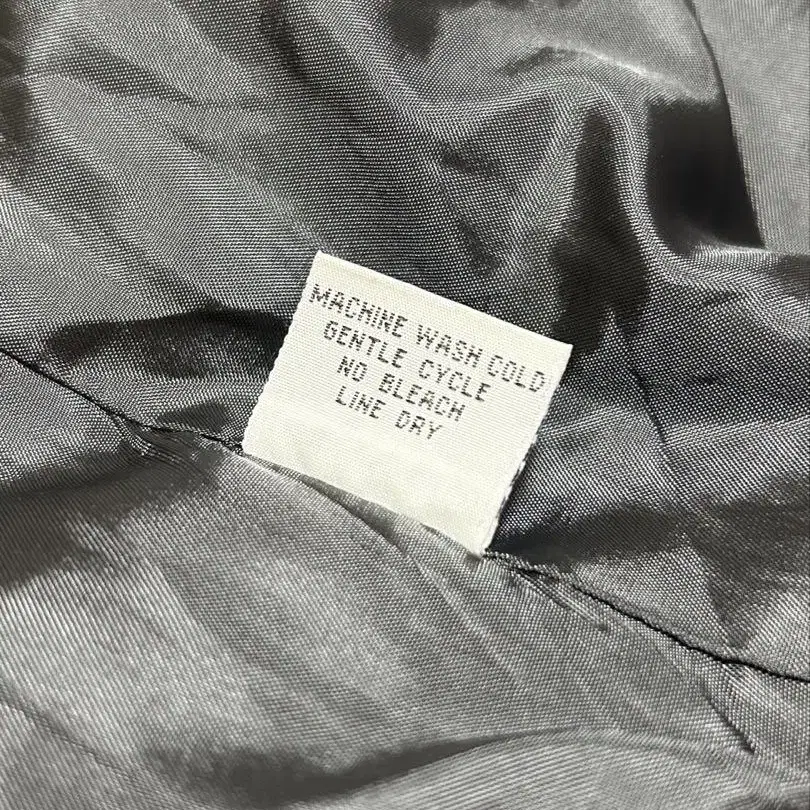 MACHINE WASH COLD
GENTLE CYCLE
NO BLEACH
LINE DRY